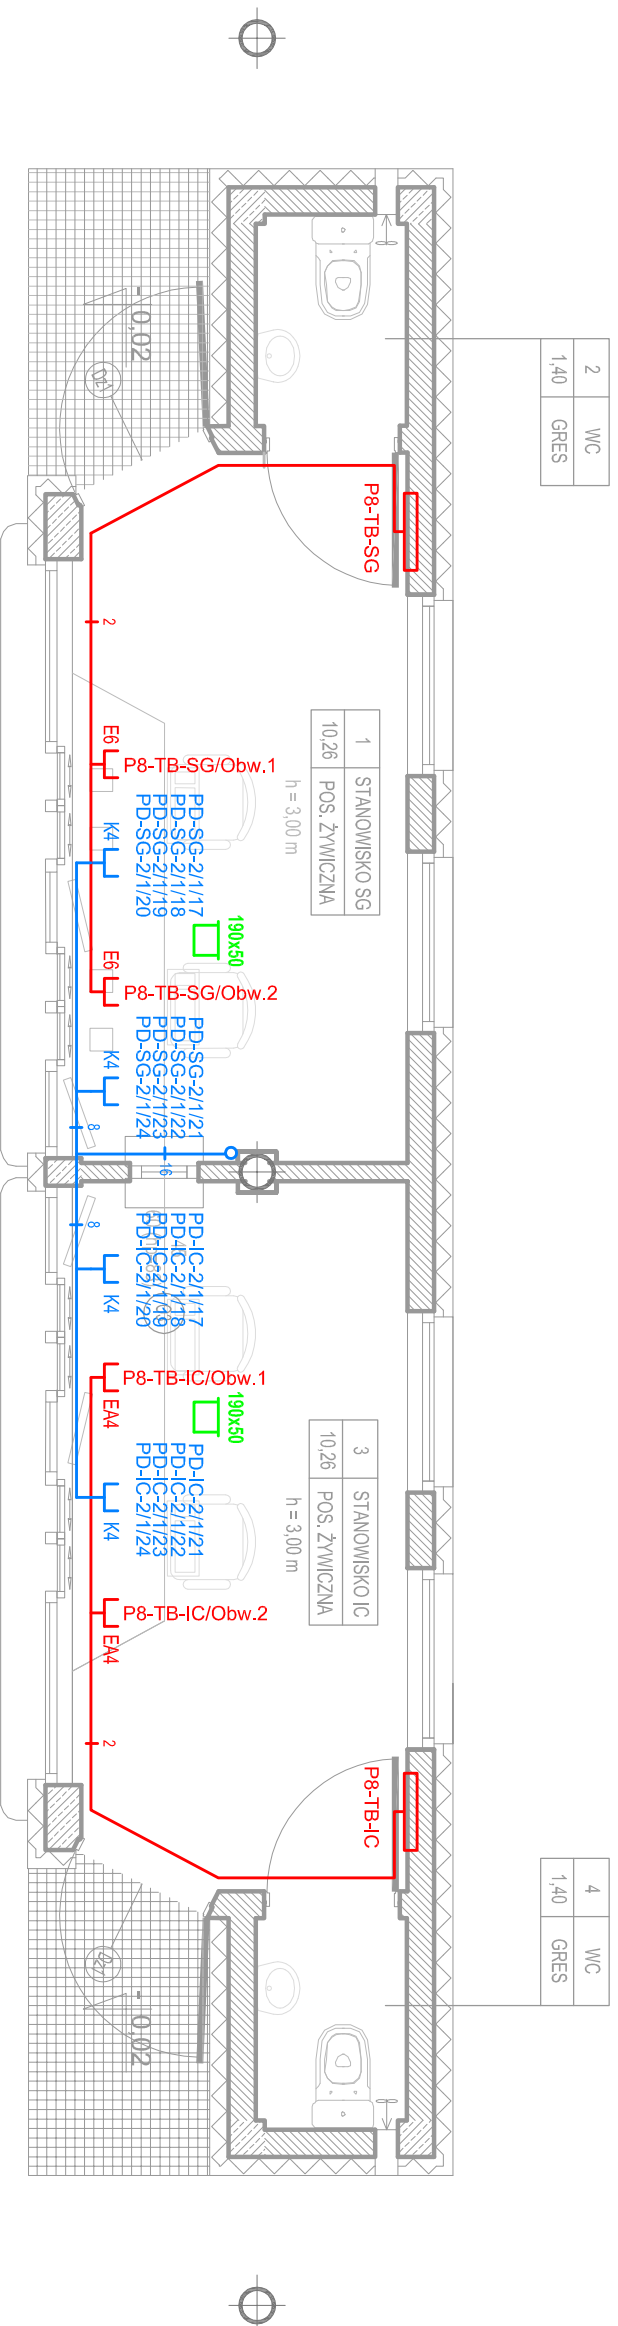 2 WC
1,40 GRES
- 0,02
Dz1
P8-TB-SG
2
1 STANOWISKO SG
10,26 POS. ŻYWICZNA
h = 3,00 m
E6
P8-TB-SG/Obw.1
K4
PD-SG-2/1/17
PD-SG-2/1/18
PD-SG-2/1/19
PD-SG-2/1/20
190x50
E6
P8-TB-SG/Obw.2
K4
PD-SG-2/1/21
PD-SG-2/1/22
PD-SG-2/1/23
PD-SG-2/1/24
8
16
8
PD-IC-2/1/17
PD-IC-2/1/18
PD-IC-2/1/19
PD-IC-2/1/20
K4
P8-TB-IC/Obw.1
EA4
190x50
3 STANOWISKO IC
10,26 POS. ŻYWICZNA
h = 3,00 m
PD-IC-2/1/21
PD-IC-2/1/22
PD-IC-2/1/23
PD-IC-2/1/24
K4
P8-TB-IC/Obw.2
EA4
2
P8-TB-IC
4 WC
1,40 GRES
- 0,02